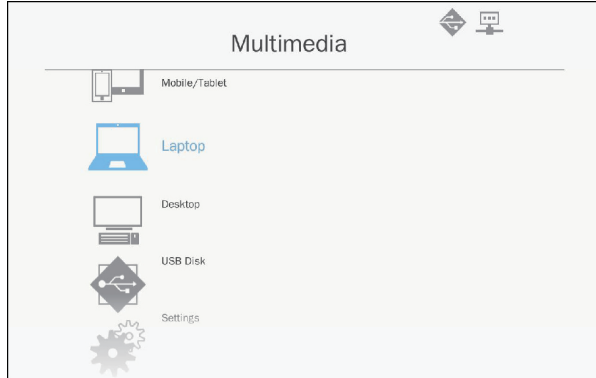 Multimedia
Mobile/Tablet
Laptop
Desktop
USB Disk
Settings